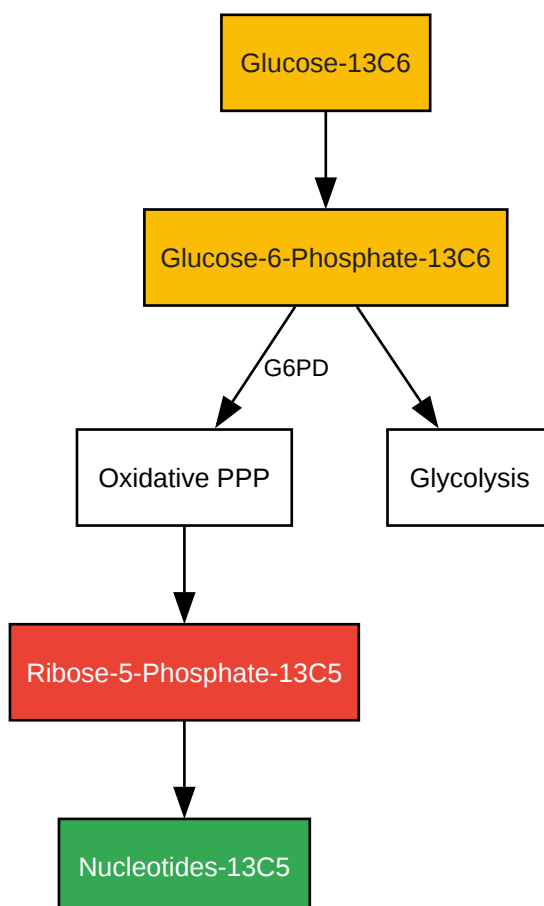 Glucose-13C6
Glucose-6-Phosphate-13C6
G6PD
Oxidative PPP
Glycolysis
Ribose-5-Phosphate-13C5
Nucleotides-13C5